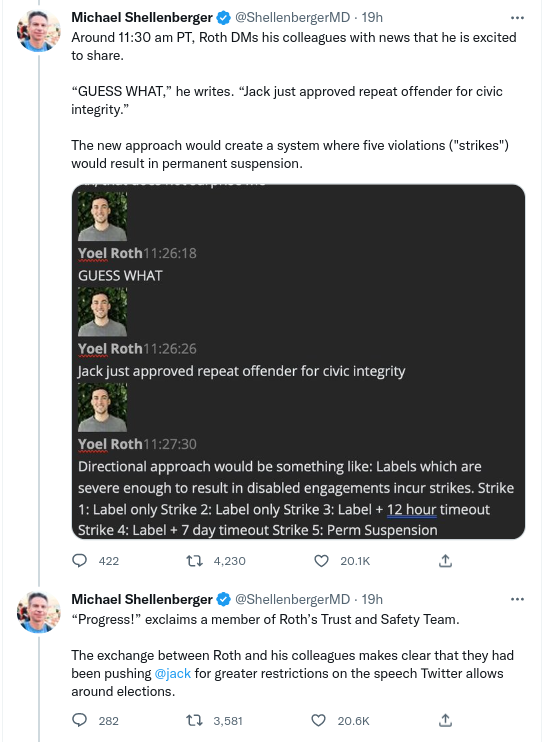 Michael Shellenberger @ShellenbergerMD · 19h
Around 11:30 am PT, Roth DMs his colleagues with news that he is excited
to share.
“GUESS WHAT,” he writes. “Jack just approved repeat offender for civic
integrity.”
The new approach would create a system where five violations ("strikes")
would result in permanent suspension.
Yoel Roth11:26:18
GUESS WHAT
Yoel Roth11:26:26
Jack just approved repeat offender for civic integrity
Yoel Roth11:27:30
Directional approach would be something like: Labels which are
severe enough to result in disabled engagements incur strikes. Strike
1: Label only Strike 2: Label only Strike 3: Label + 12 hour timeout
Strike 4: Label + 7 day timeout Strike 5: Perm Suspension
422 4,230 20.1K
Michael Shellenberger @ShellenbergerMD · 19h
“Progress!” exclaims a member of Roth’s Trust and Safety Team.
The exchange between Roth and his colleagues makes clear that they had
been pushing @jack for greater restrictions on the speech Twitter allows
around elections.
282 3,581 20.6K